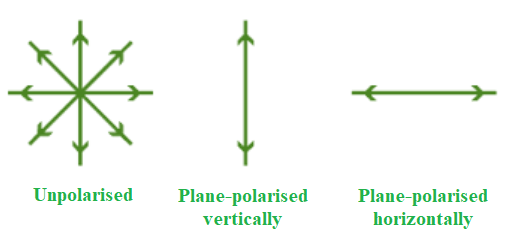 Unpolarised
Plane-polarised
vertically
Plane-polarised
horizontally